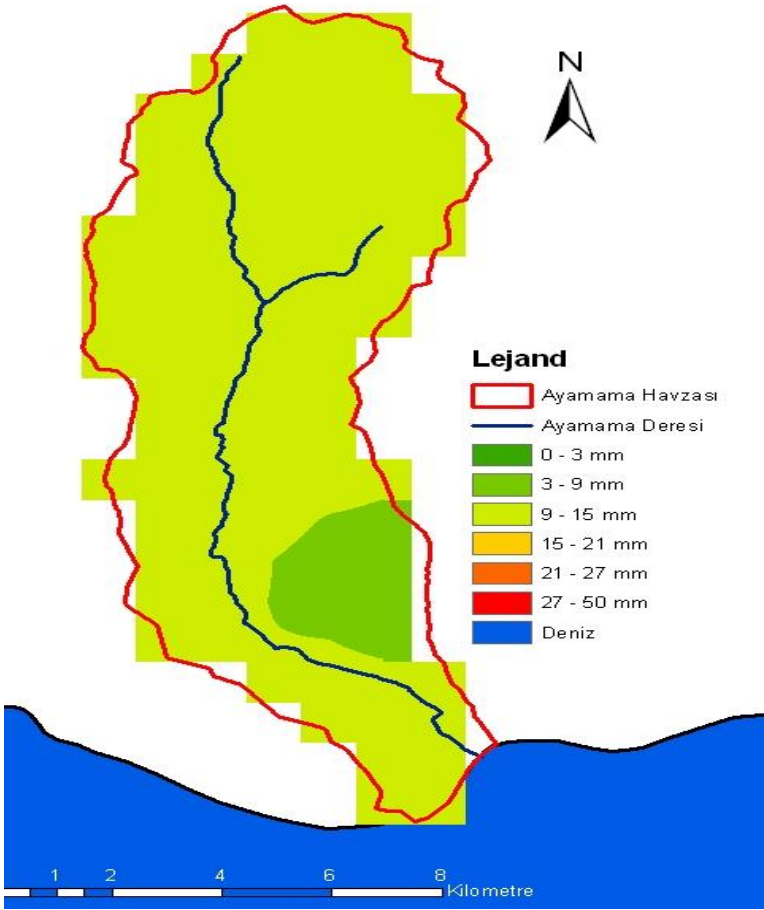 N
Lejand
Ayamama Havzası
Ayamama Deresi
0 - 3 mm
3 - 9 mm
9 - 15 mm
15 - 21 mm
21 - 27 mm
27 - 50 mm
Deniz
1 2 4 6 8
Kilometre